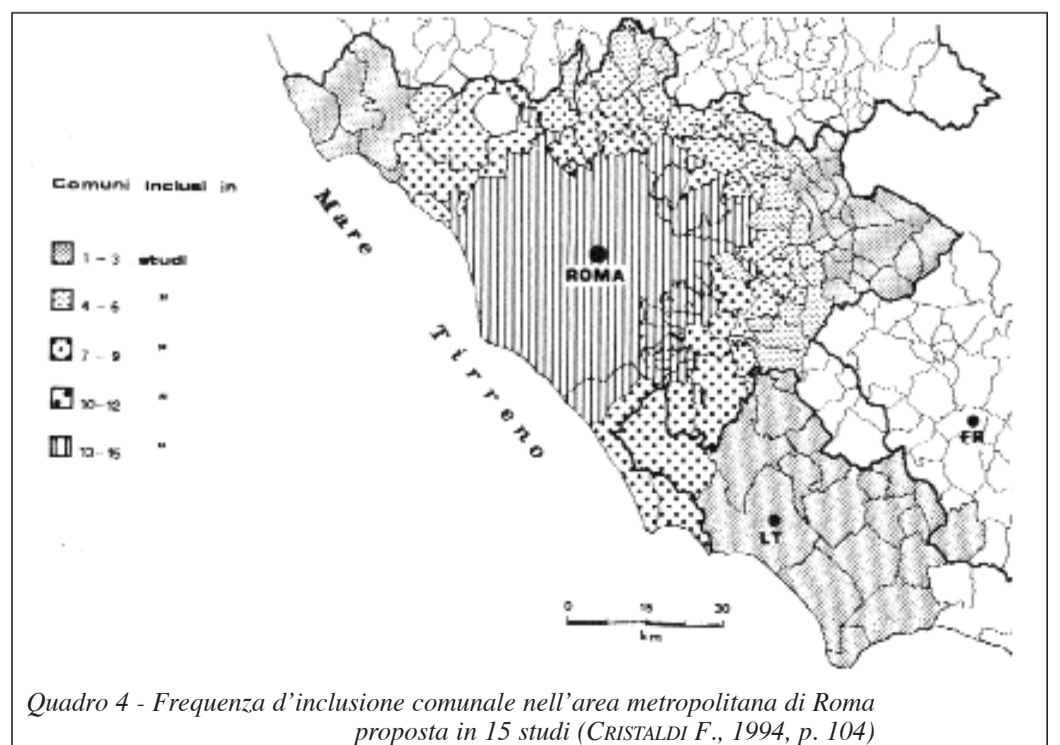 Comuni inclusi in
1-3 studi
4-6 "
7-9 "
10-12 "
13-15 "
Mare
Tirreno
ROMA
FR
LT
0 15 30
km
Quadro 4 - Frequenza d'inclusione comunale nell'area metropolitana di Roma
proposta in 15 studi (CRISTALDI F., 1994, p. 104)